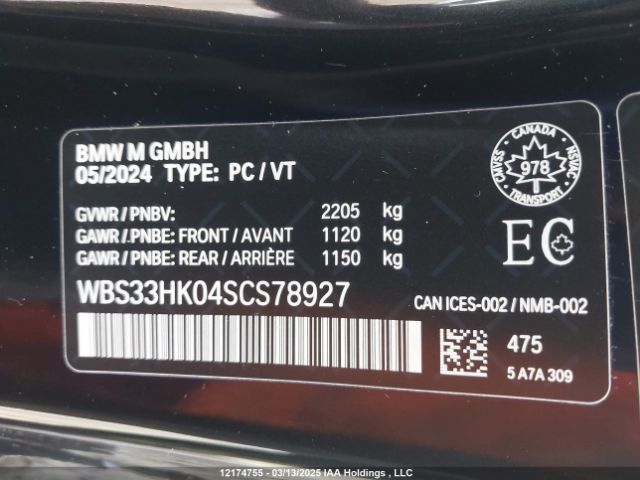 BMW M GMBH
05/2024 TYPE: PC / VT
GVWR / PNBV: 2205 kg
GAWR / PNBE: FRONT / AVANT 1120 kg
GAWR / PNBE: REAR / ARRIÈRE 1150 kg
WBS33HK04SCS78927
CANADA
CMVSS 978 NSVAC
TRANSPORT
EC
CAN ICES-002 / NMB-002
475
5 A7A 309
12174755 - 03/13/2025 IAA Holdings , LLC